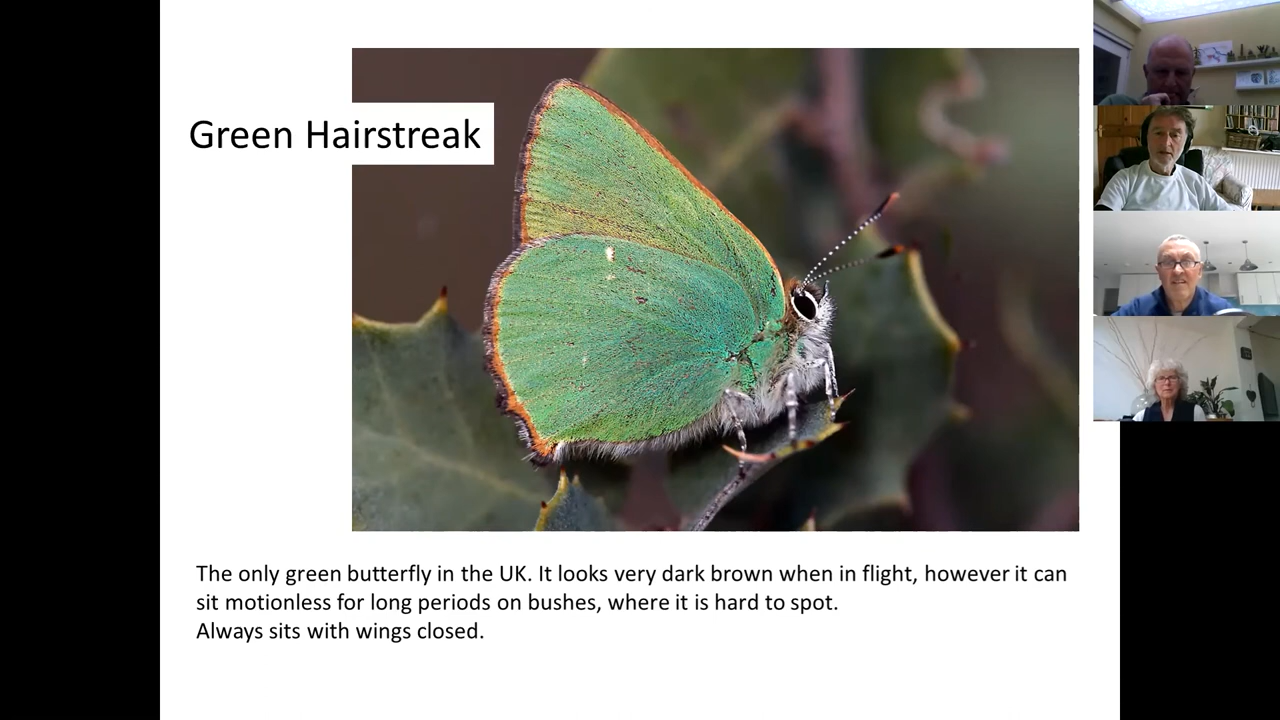 Green Hairstreak
The only green butterfly in the UK. It looks very dark brown when in flight, however it can
sit motionless for long periods on bushes, where it is hard to spot.
Always sits with wings closed.